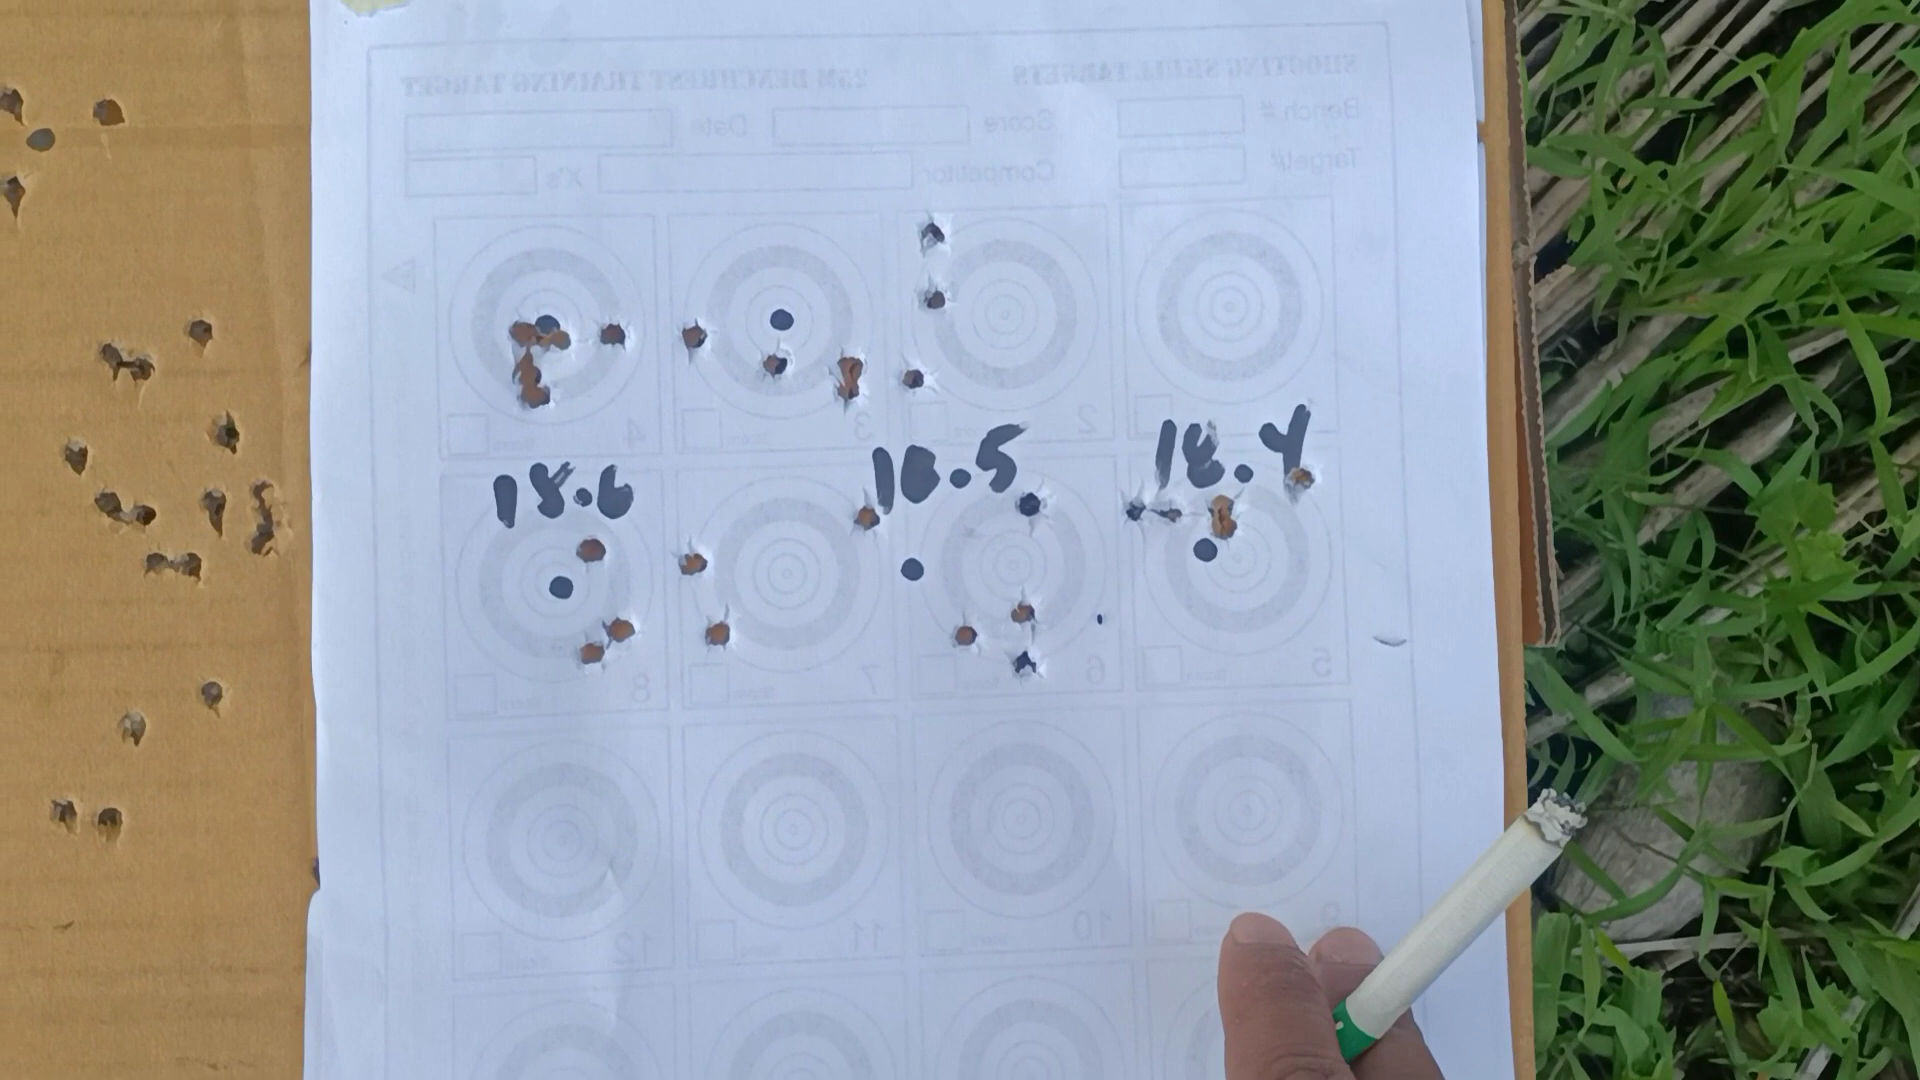 SHOOTING SKULL TARGETS 25M BENCHREST TRAINING TARGET
Bench # Score Date
Target# Competitor X's
4 3 2
18.6 18.5 18.4
8 7 6 5
12 11 10 9